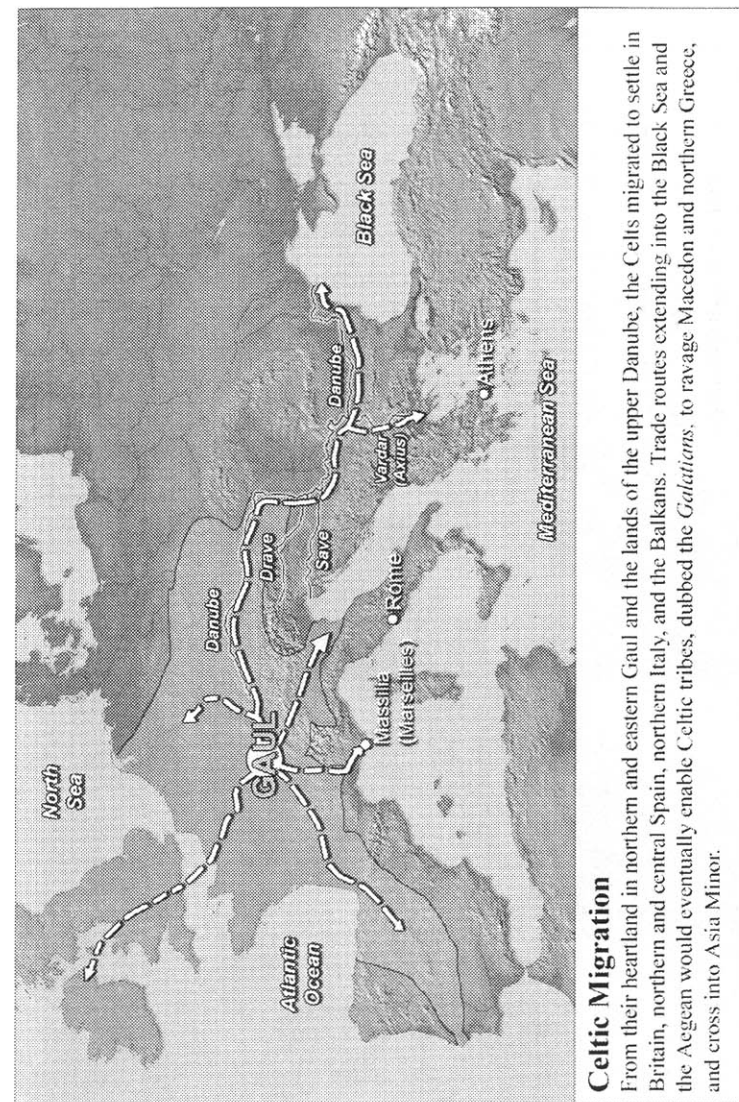 North
Sea
Atlantic
Ocean
GAUL
Danube
Drave
Save
Danube
Vardar
(Axius)
Black Sea
Massilia
(Marseilles)
Rome
Athens
Mediterranean Sea
Celtic Migration
From their heartland in northern and eastern Gaul and the lands of the upper Danube, the Celts migrated to settle in
Britain, northern and central Spain, northern Italy, and the Balkans. Trade routes extending into the Black Sea and
the Aegean would eventually enable Celtic tribes, dubbed the Galatians, to ravage Macedon and northern Greece,
and cross into Asia Minor.